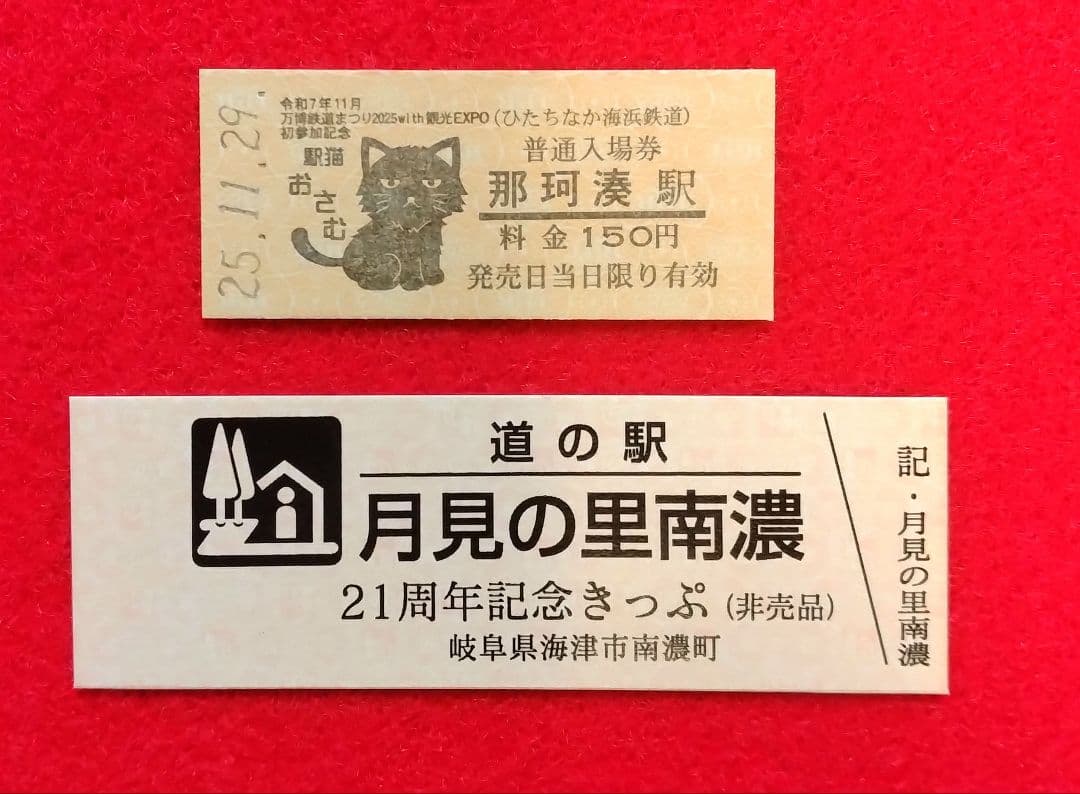 25.11.29.
令和7年11月
万博鉄道まつり2025with観光EXPO(ひたちなか海浜鉄道)
初参加記念
駅猫
おさむ
普通入場券
那珂湊駅
料金150円
発売日当日限り有効
道の駅
月見の里南濃
21周年記念きっぷ(非売品)
岐阜県海津市南濃町
記・月見の里南濃